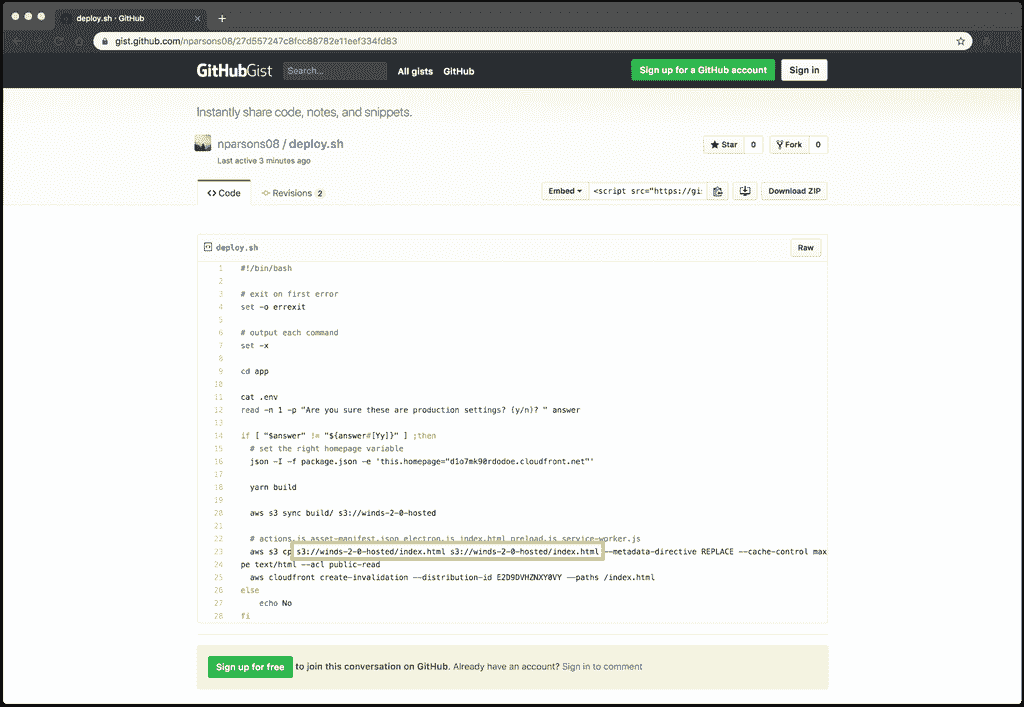 deploy.sh · GitHub
gist.github.com/nparsons08/27d557247c8fcc88782e11eef334fd83
GitHubGist Search... All gists GitHub Sign up for a GitHub account Sign in
Instantly share code, notes, and snippets.
nparsons08 / deploy.sh
Star 0 Fork 0
Last active 3 minutes ago
Code Revisions 2 Embed <script src="https://gi Download ZIP
deploy.sh Raw
1 #!/bin/bash
2
3 # exit on first error
4 set -o errexit
5
6 # output each command
7 set -x
8
9 cd app
10
11 cat .env
12 read -n 1 -p "Are you sure these are production settings? (y/n)? " answer
13
14 if [ "$answer" != "${answer#[Yy]}" ] ;then
15 # set the right homepage variable
16 json -I -f package.json -e 'this.homepage="d1o7mk90rdodoe.cloudfront.net"'
17
18 yarn build
19
20 aws s3 sync build/ s3://winds-2-0-hosted
21
22 # actions.js asset-manifest.json electron.js index.html preload.js service-worker.js
23 aws s3 cp s3://winds-2-0-hosted/index.html s3://winds-2-0-hosted/index.html --metadata-directive REPLACE --cache-control max
24 pe text/html --acl public-read
25 aws cloudfront create-invalidation --distribution-id E2D9DVHZNXY0VY --paths /index.html
26 else
27 echo No
28 fi
Sign up for free to join this conversation on GitHub. Already have an account? Sign in to comment